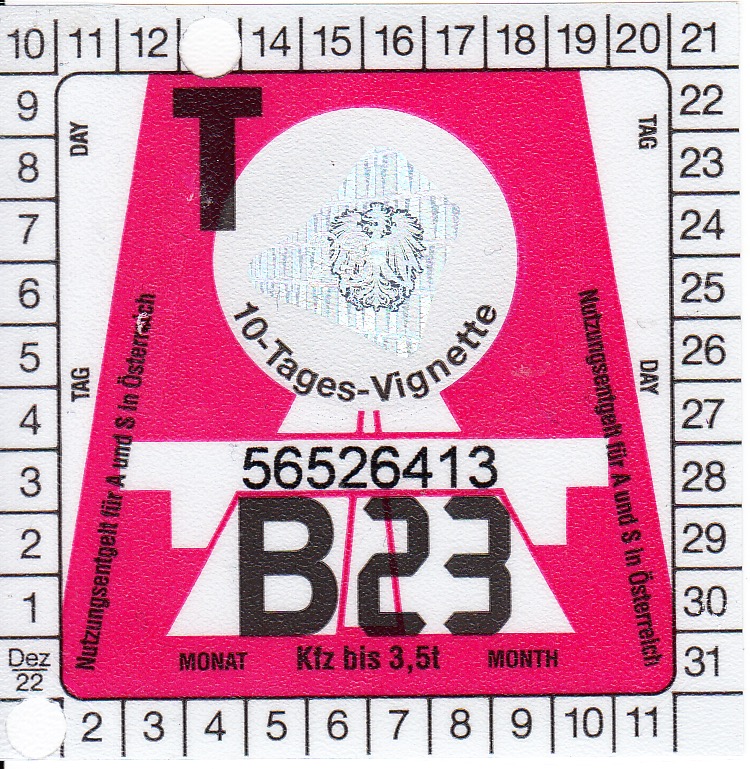 10 11 12 14 15 16 17 18 19 20 21
9
8
7
6
5
4
3
2
1
Dez
22
DAY
TAG
T
TAG
DAY
10-Tages-Vignette
Nutzungsentgelt für A und S in Österreich
Nutzungsentgelt für A und S in Österreich
56526413
B23
MONAT Kfz bis 3,5t MONTH
22
23
24
25
26
27
28
29
30
31
2 3 4 5 6 7 8 9 10 11